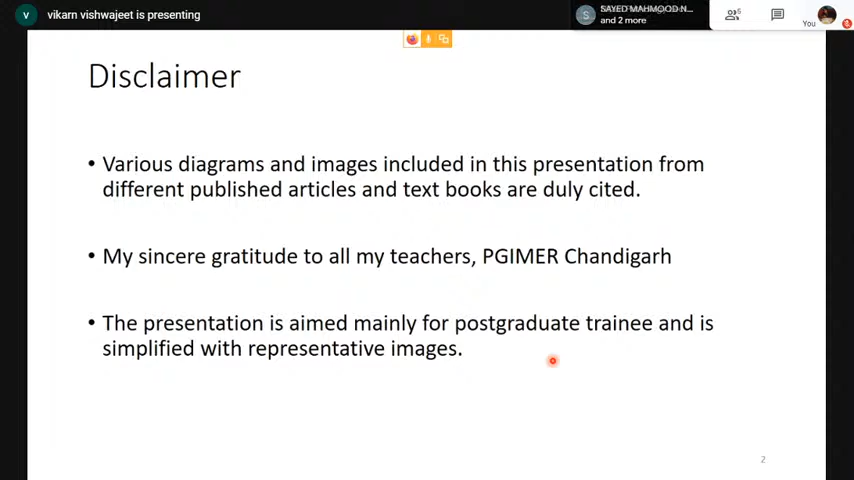 v vikarn vishwajeet is presenting
S SAYED MAHMOOD N...
and 2 more
6
You
Disclaimer
• Various diagrams and images included in this presentation from
different published articles and text books are duly cited.
• My sincere gratitude to all my teachers, PGIMER Chandigarh
• The presentation is aimed mainly for postgraduate trainee and is
simplified with representative images.
2